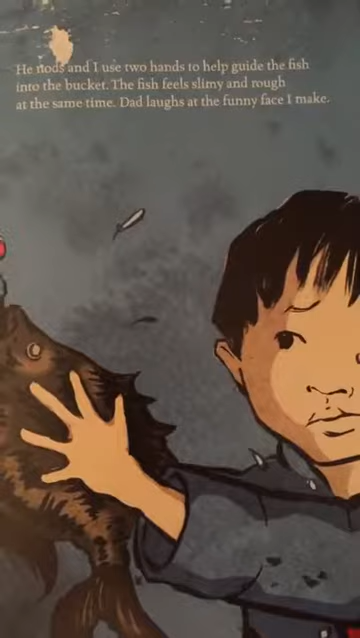 He nods and I use two hands to help guide the fish
into the bucket. The fish feels slimy and rough
at the same time. Dad laughs at the funny face I make.